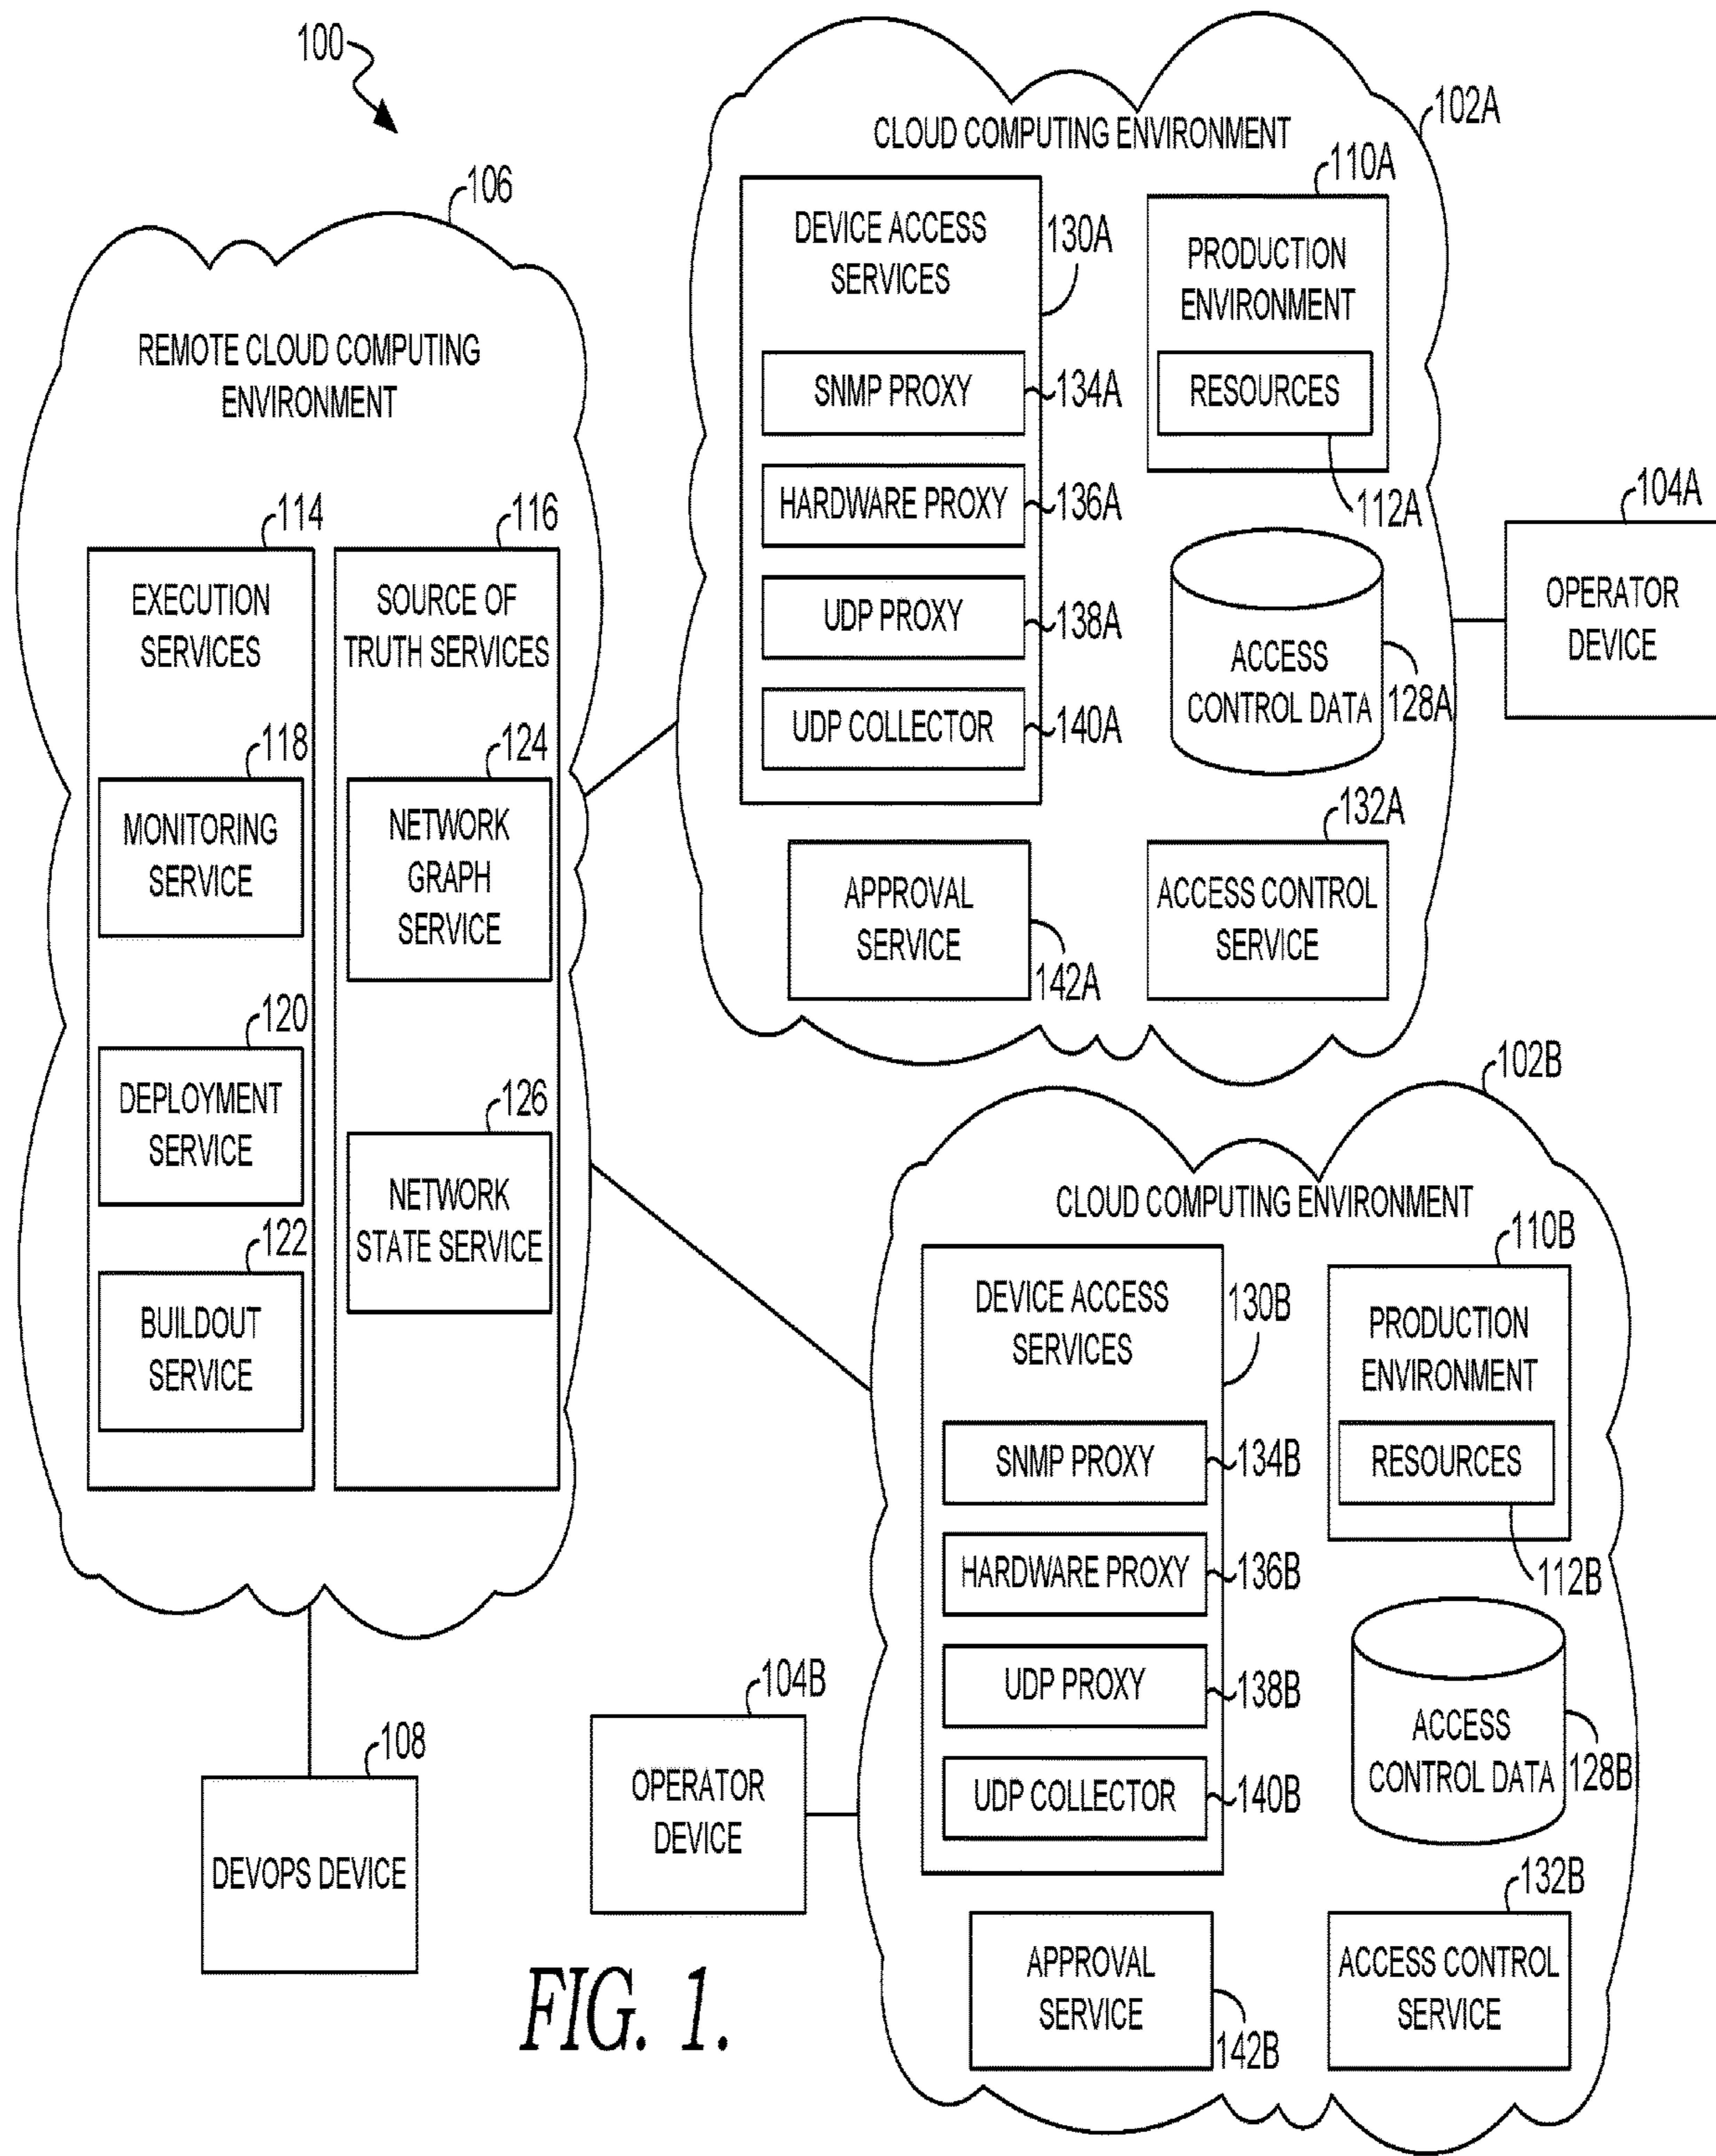 100
106
REMOTE CLOUD COMPUTING
ENVIRONMENT
114
EXECUTION
SERVICES
118
MONITORING
SERVICE
120
DEPLOYMENT
SERVICE
122
BUILDOUT
SERVICE
116
SOURCE OF
TRUTH SERVICES
124
NETWORK
GRAPH
SERVICE
126
NETWORK
STATE SERVICE
102A
CLOUD COMPUTING ENVIRONMENT
DEVICE ACCESS
SERVICES
130A
SNMP PROXY
134A
HARDWARE PROXY
136A
UDP PROXY
138A
UDP COLLECTOR
140A
110A
PRODUCTION
ENVIRONMENT
RESOURCES
112A
ACCESS
CONTROL DATA
128A
APPROVAL
SERVICE
142A
132A
ACCESS CONTROL
SERVICE
104A
OPERATOR
DEVICE
102B
CLOUD COMPUTING ENVIRONMENT
DEVICE ACCESS
SERVICES
130B
SNMP PROXY
134B
HARDWARE PROXY
136B
UDP PROXY
138B
UDP COLLECTOR
140B
110B
PRODUCTION
ENVIRONMENT
RESOURCES
112B
ACCESS
CONTROL DATA
128B
APPROVAL
SERVICE
142B
132B
ACCESS CONTROL
SERVICE
104B
OPERATOR
DEVICE
108
DEVOPS DEVICE
FIG. 1.